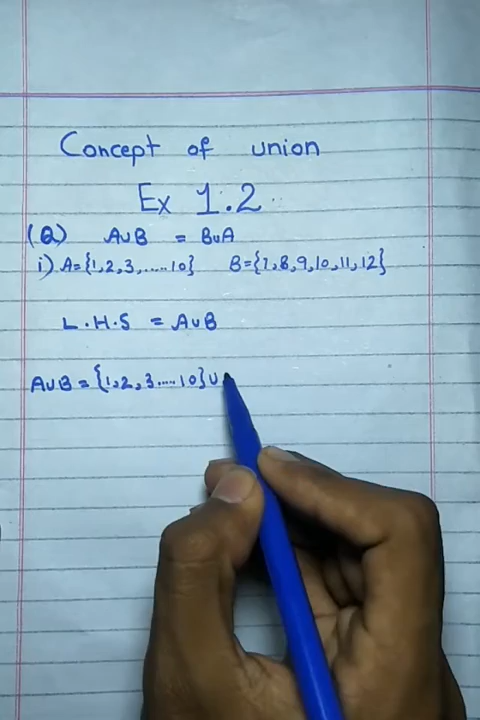 Concept of union
Ex 1.2
(Q) A∪B = B∪A
i) A={1,2,3,.....10} B={7,8,9,10,11,12}
L.H.S = A∪B
A∪B = {1,2,3.....10}∪